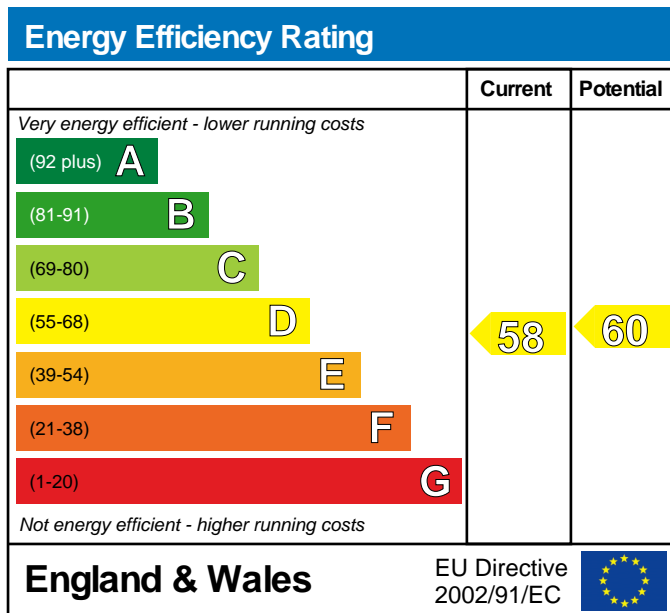 Energy Efficiency Rating
Current Potential
Very energy efficient - lower running costs
(92 plus) A
(81-91) B
(69-80) C
(55-68) D
58 60
(39-54) E
(21-38) F
(1-20) G
Not energy efficient - higher running costs
England & Wales
EU Directive
2002/91/EC